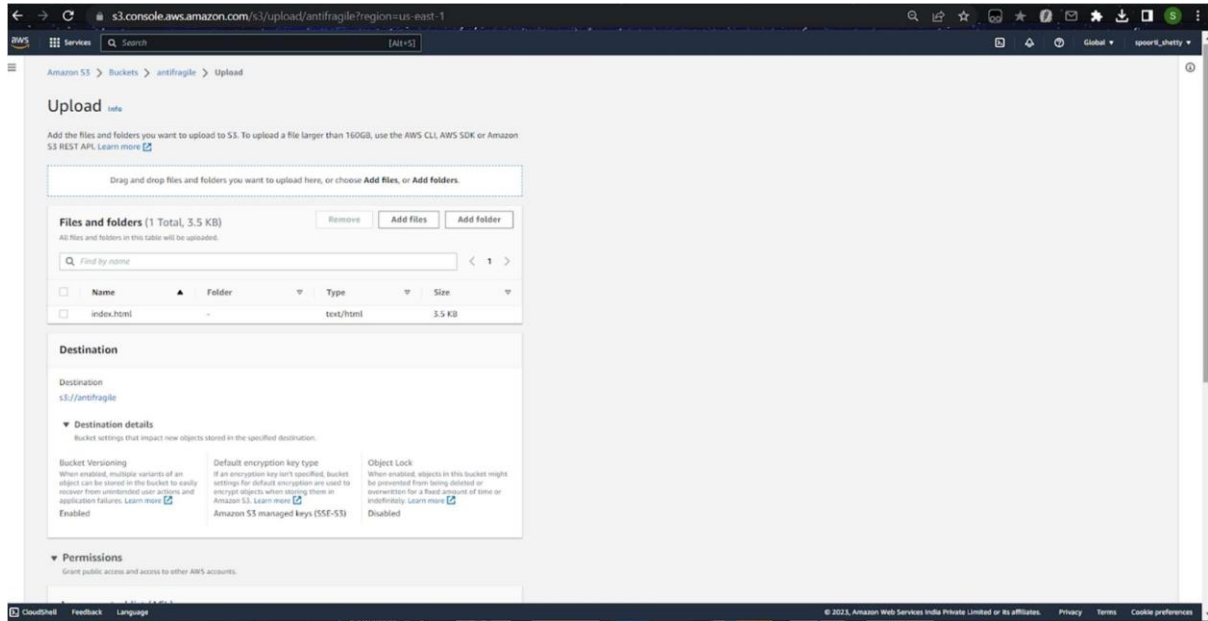 s3.console.aws.amazon.com/s3/upload/antifragile?region=us-east-1
S
aws
Services
Search
[Alt+S]
Global
spoorti_shetty
Amazon S3 > Buckets > antifragile > Upload
Upload Info
Add the files and folders you want to upload to S3. To upload a file larger than 160GB, use the AWS CLI, AWS SDK or Amazon
S3 REST API. Learn more
Drag and drop files and folders you want to upload here, or choose Add files, or Add folders.
Files and folders (1 Total, 3.5 KB)
Remove
Add files
Add folder
All files and folders in this table will be uploaded.
Find by name
< 1 >
Name
Folder
Type
Size
index.html
-
text/html
3.5 KB
Destination
Destination
s3://antifragile
Destination details
Bucket settings that impact new objects stored in the specified destination.
Bucket Versioning
When enabled, multiple variants of an
object can be stored in the bucket to easily
recover from unintended user actions and
application failures. Learn more
Enabled
Default encryption key type
If an encryption key isn't specified, bucket
settings for default encryption are used to
encrypt objects when storing them in
Amazon S3. Learn more
Amazon S3 managed keys (SSE-S3)
Object Lock
When enabled, objects in this bucket might
be prevented from being deleted or
overwritten for a fixed amount of time or
indefinitely. Learn more
Disabled
Permissions
Grant public access and access to other AWS accounts.
CloudShell
Feedback
Language
© 2023, Amazon Web Services India Private Limited or its affiliates.
Privacy
Terms
Cookie preferences